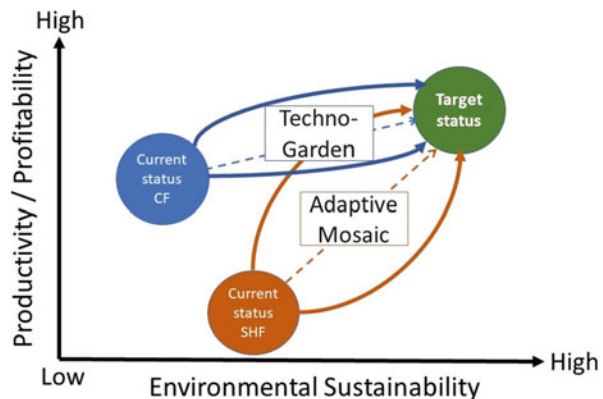 High
Productivity / Profitability
Target
status
Techno-
Garden
Current
status
CF
Adaptive
Mosaic
Current
status
SHF
Low
High
Environmental Sustainability